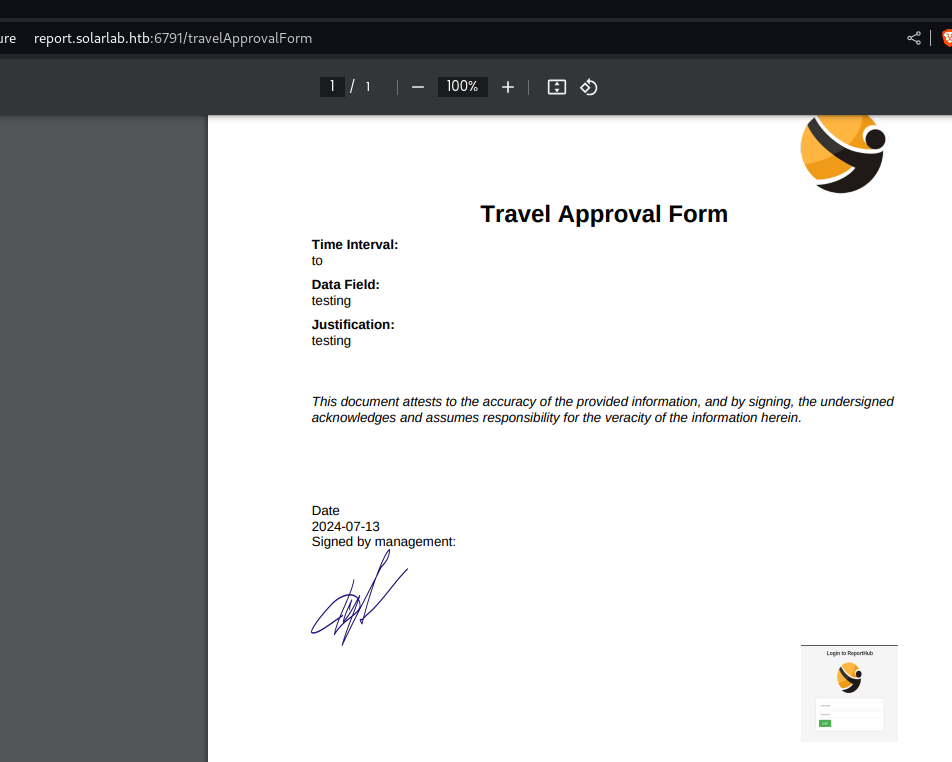 ure report.solarlab.htb:6791/travelApprovalForm
1 / 1 100%
Travel Approval Form
Time Interval:
to
Data Field:
testing
Justification:
testing
This document attests to the accuracy of the provided information, and by signing, the undersigned
acknowledges and assumes responsibility for the veracity of the information herein.
Date
2024-07-13
Signed by management:
Login to ReportHub